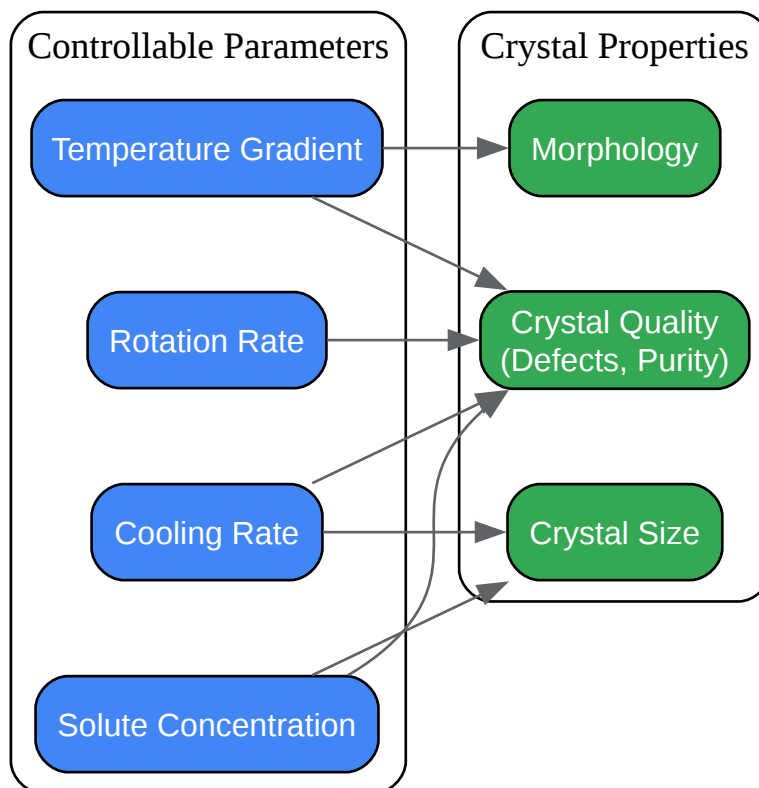 Controllable Parameters
Temperature Gradient
Rotation Rate
Cooling Rate
Solute Concentration
Crystal Properties
Morphology
Crystal Quality
(Defects, Purity)
Crystal Size